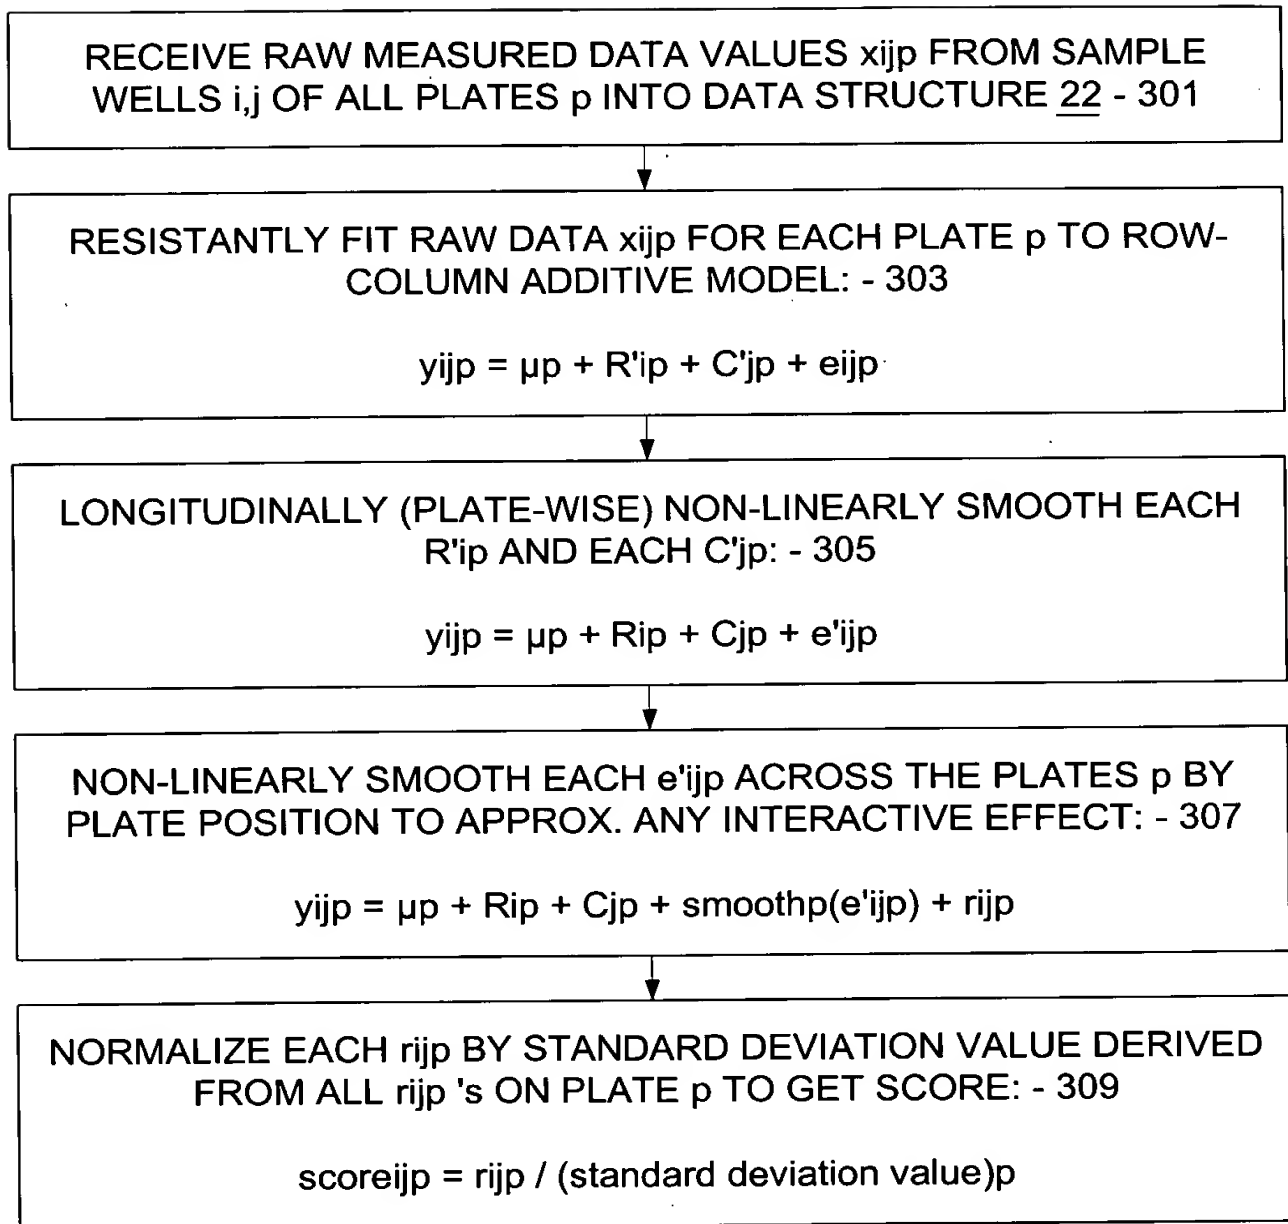 RECEIVE RAW MEASURED DATA VALUES xijp FROM SAMPLE
WELLS i,j OF ALL PLATES p INTO DATA STRUCTURE 22 - 301
RESISTANTLY FIT RAW DATA xijp FOR EACH PLATE p TO ROW-
COLUMN ADDITIVE MODEL: - 303
yijp = µp + R'ip + C'jp + eijp
LONGITUDINALLY (PLATE-WISE) NON-LINEARLY SMOOTH EACH
R'ip AND EACH C'jp: - 305
yijp = µp + Rip + Cjp + e'ijp
NON-LINEARLY SMOOTH EACH e'ijp ACROSS THE PLATES p BY
PLATE POSITION TO APPROX. ANY INTERACTIVE EFFECT: - 307
yijp = µp + Rip + Cjp + smoothp(e'ijp) + rijp
NORMALIZE EACH rijp BY STANDARD DEVIATION VALUE DERIVED
FROM ALL rijp 's ON PLATE p TO GET SCORE: - 309
scoreijp = rijp / (standard deviation value)p